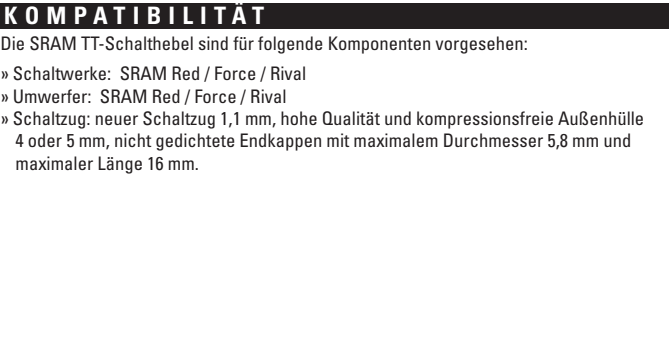 KOMPATIBILITÄT
Die SRAM TT-Schalthebel sind für folgende Komponenten vorgesehen:
» Schaltwerke: SRAM Red / Force / Rival
» Umwerfer: SRAM Red / Force / Rival
» Schaltzug: neuer Schaltzug 1,1 mm, hohe Qualität und kompressionsfreie Außenhülle
4 oder 5 mm, nicht gedichtete Endkappen mit maximalem Durchmesser 5,8 mm und
maximaler Länge 16 mm.